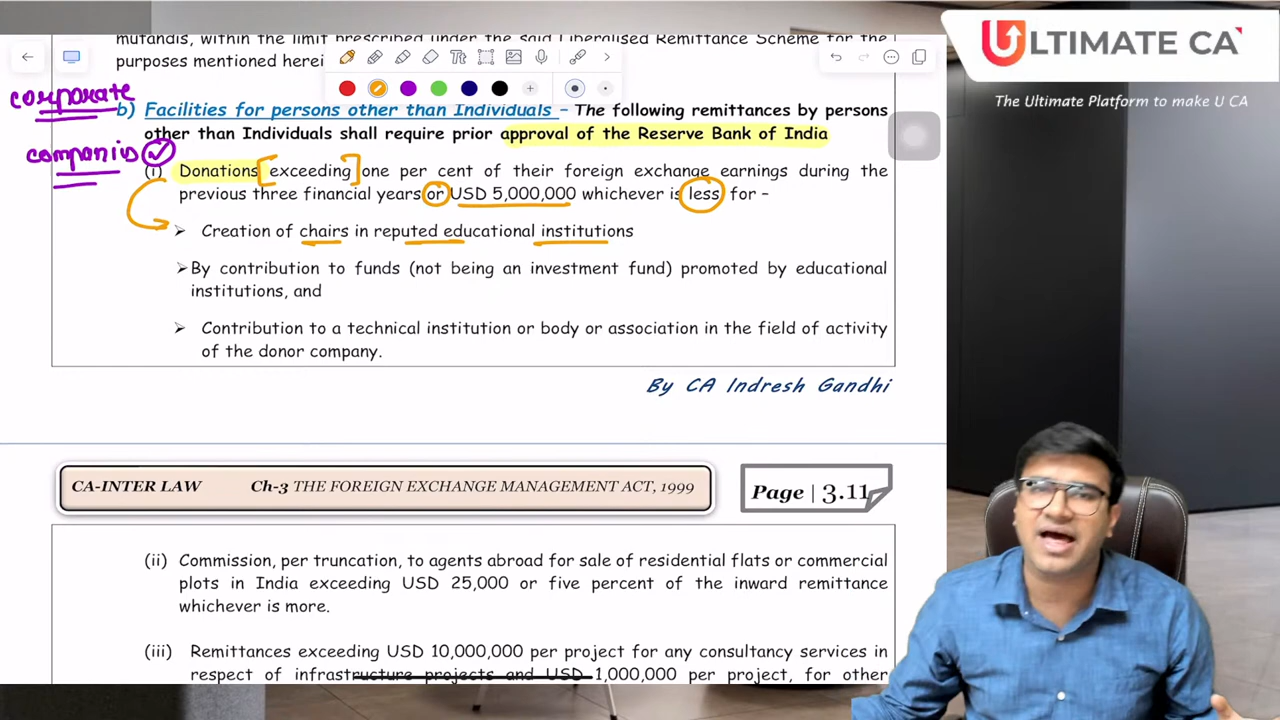 ULTIMATE CA
The Ultimate Platform to make U CA
mutandis, within the limit prescribed under the said Liberalised Remittance Scheme for the
purposes mentioned herei
corporate
b) Facilities for persons other than Individuals – The following remittances by persons
other than Individuals shall require prior approval of the Reserve Bank of India
companis
(i) Donations [exceeding] one per cent of their foreign exchange earnings during the
previous three financial years or USD 5,000,000 whichever is less for –
➢ Creation of chairs in reputed educational institutions
➢ By contribution to funds (not being an investment fund) promoted by educational
institutions, and
➢ Contribution to a technical institution or body or association in the field of activity
of the donor company.
By CA Indresh Gandhi
CA-INTER LAW Ch-3 THE FOREIGN EXCHANGE MANAGEMENT ACT, 1999
Page | 3.11
(ii) Commission, per truncation, to agents abroad for sale of residential flats or commercial
plots in India exceeding USD 25,000 or five percent of the inward remittance
whichever is more.
(iii) Remittances exceeding USD 10,000,000 per project for any consultancy services in
respect of infrastructure projects and USD 1,000,000 per project, for other